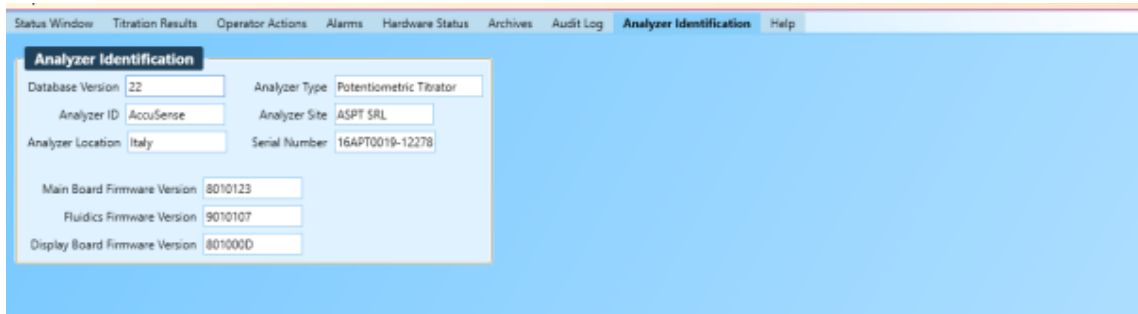 Status Window Titration Results Operator Actions Alarms Hardware Status Archives Audit Log Analyzer Identification Help
Analyzer Identification
Database Version 22 Analyzer Type Potentiometric Titrator
Analyzer ID AccuSense Analyzer Site ASPT SRL
Analyzer Location Italy Serial Number 16APT0019-12278
Main Board Firmware Version 8010123
Fluidics Firmware Version 9010107
Display Board Firmware Version 801000D